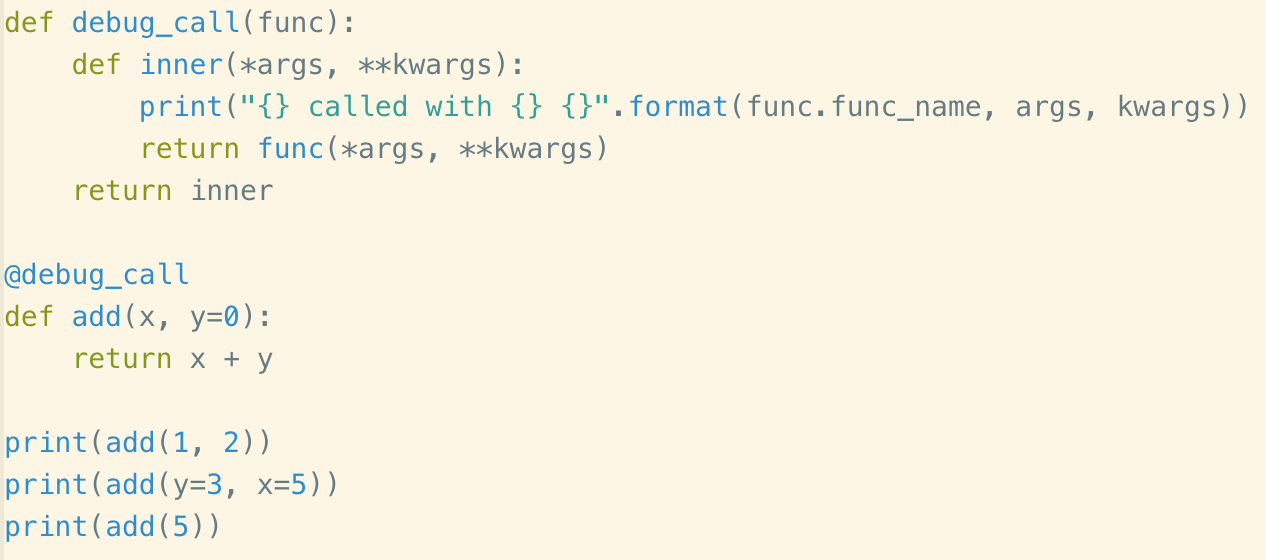 def debug_call(func):
    def inner(*args, **kwargs):
        print("{} called with {} {}".format(func.func_name, args, kwargs))
        return func(*args, **kwargs)
    return inner

@debug_call
def add(x, y=0):
    return x + y

print(add(1, 2))
print(add(y=3, x=5))
print(add(5))